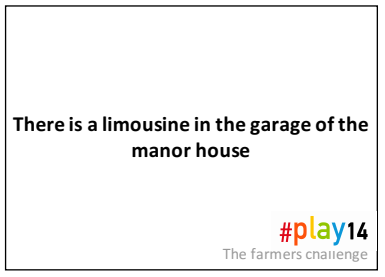 There is a limousine in the garage of the
manor house
#play14
The farmers challenge